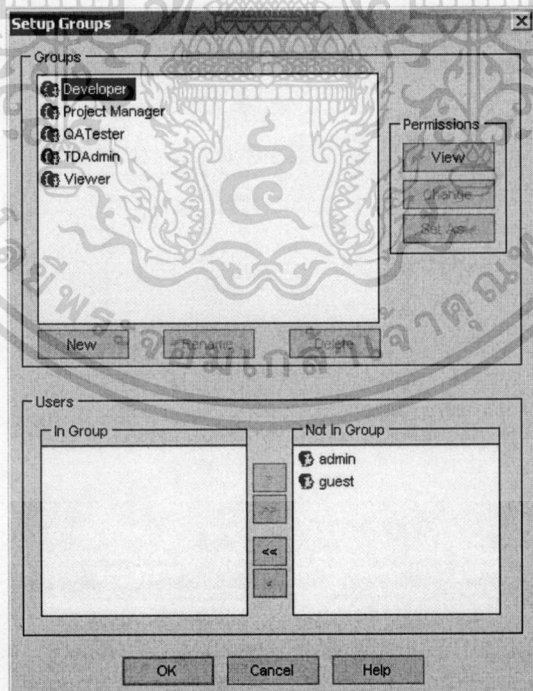 Setup Groups
Groups
Developer
Project Manager
QATester
TDAdmin
Viewer
Permissions
View
Change
Set As
New
Rename
Delete
Users
In Group
Not In Group
admin
guest
>
>>
<<
<
OK
Cancel
Help